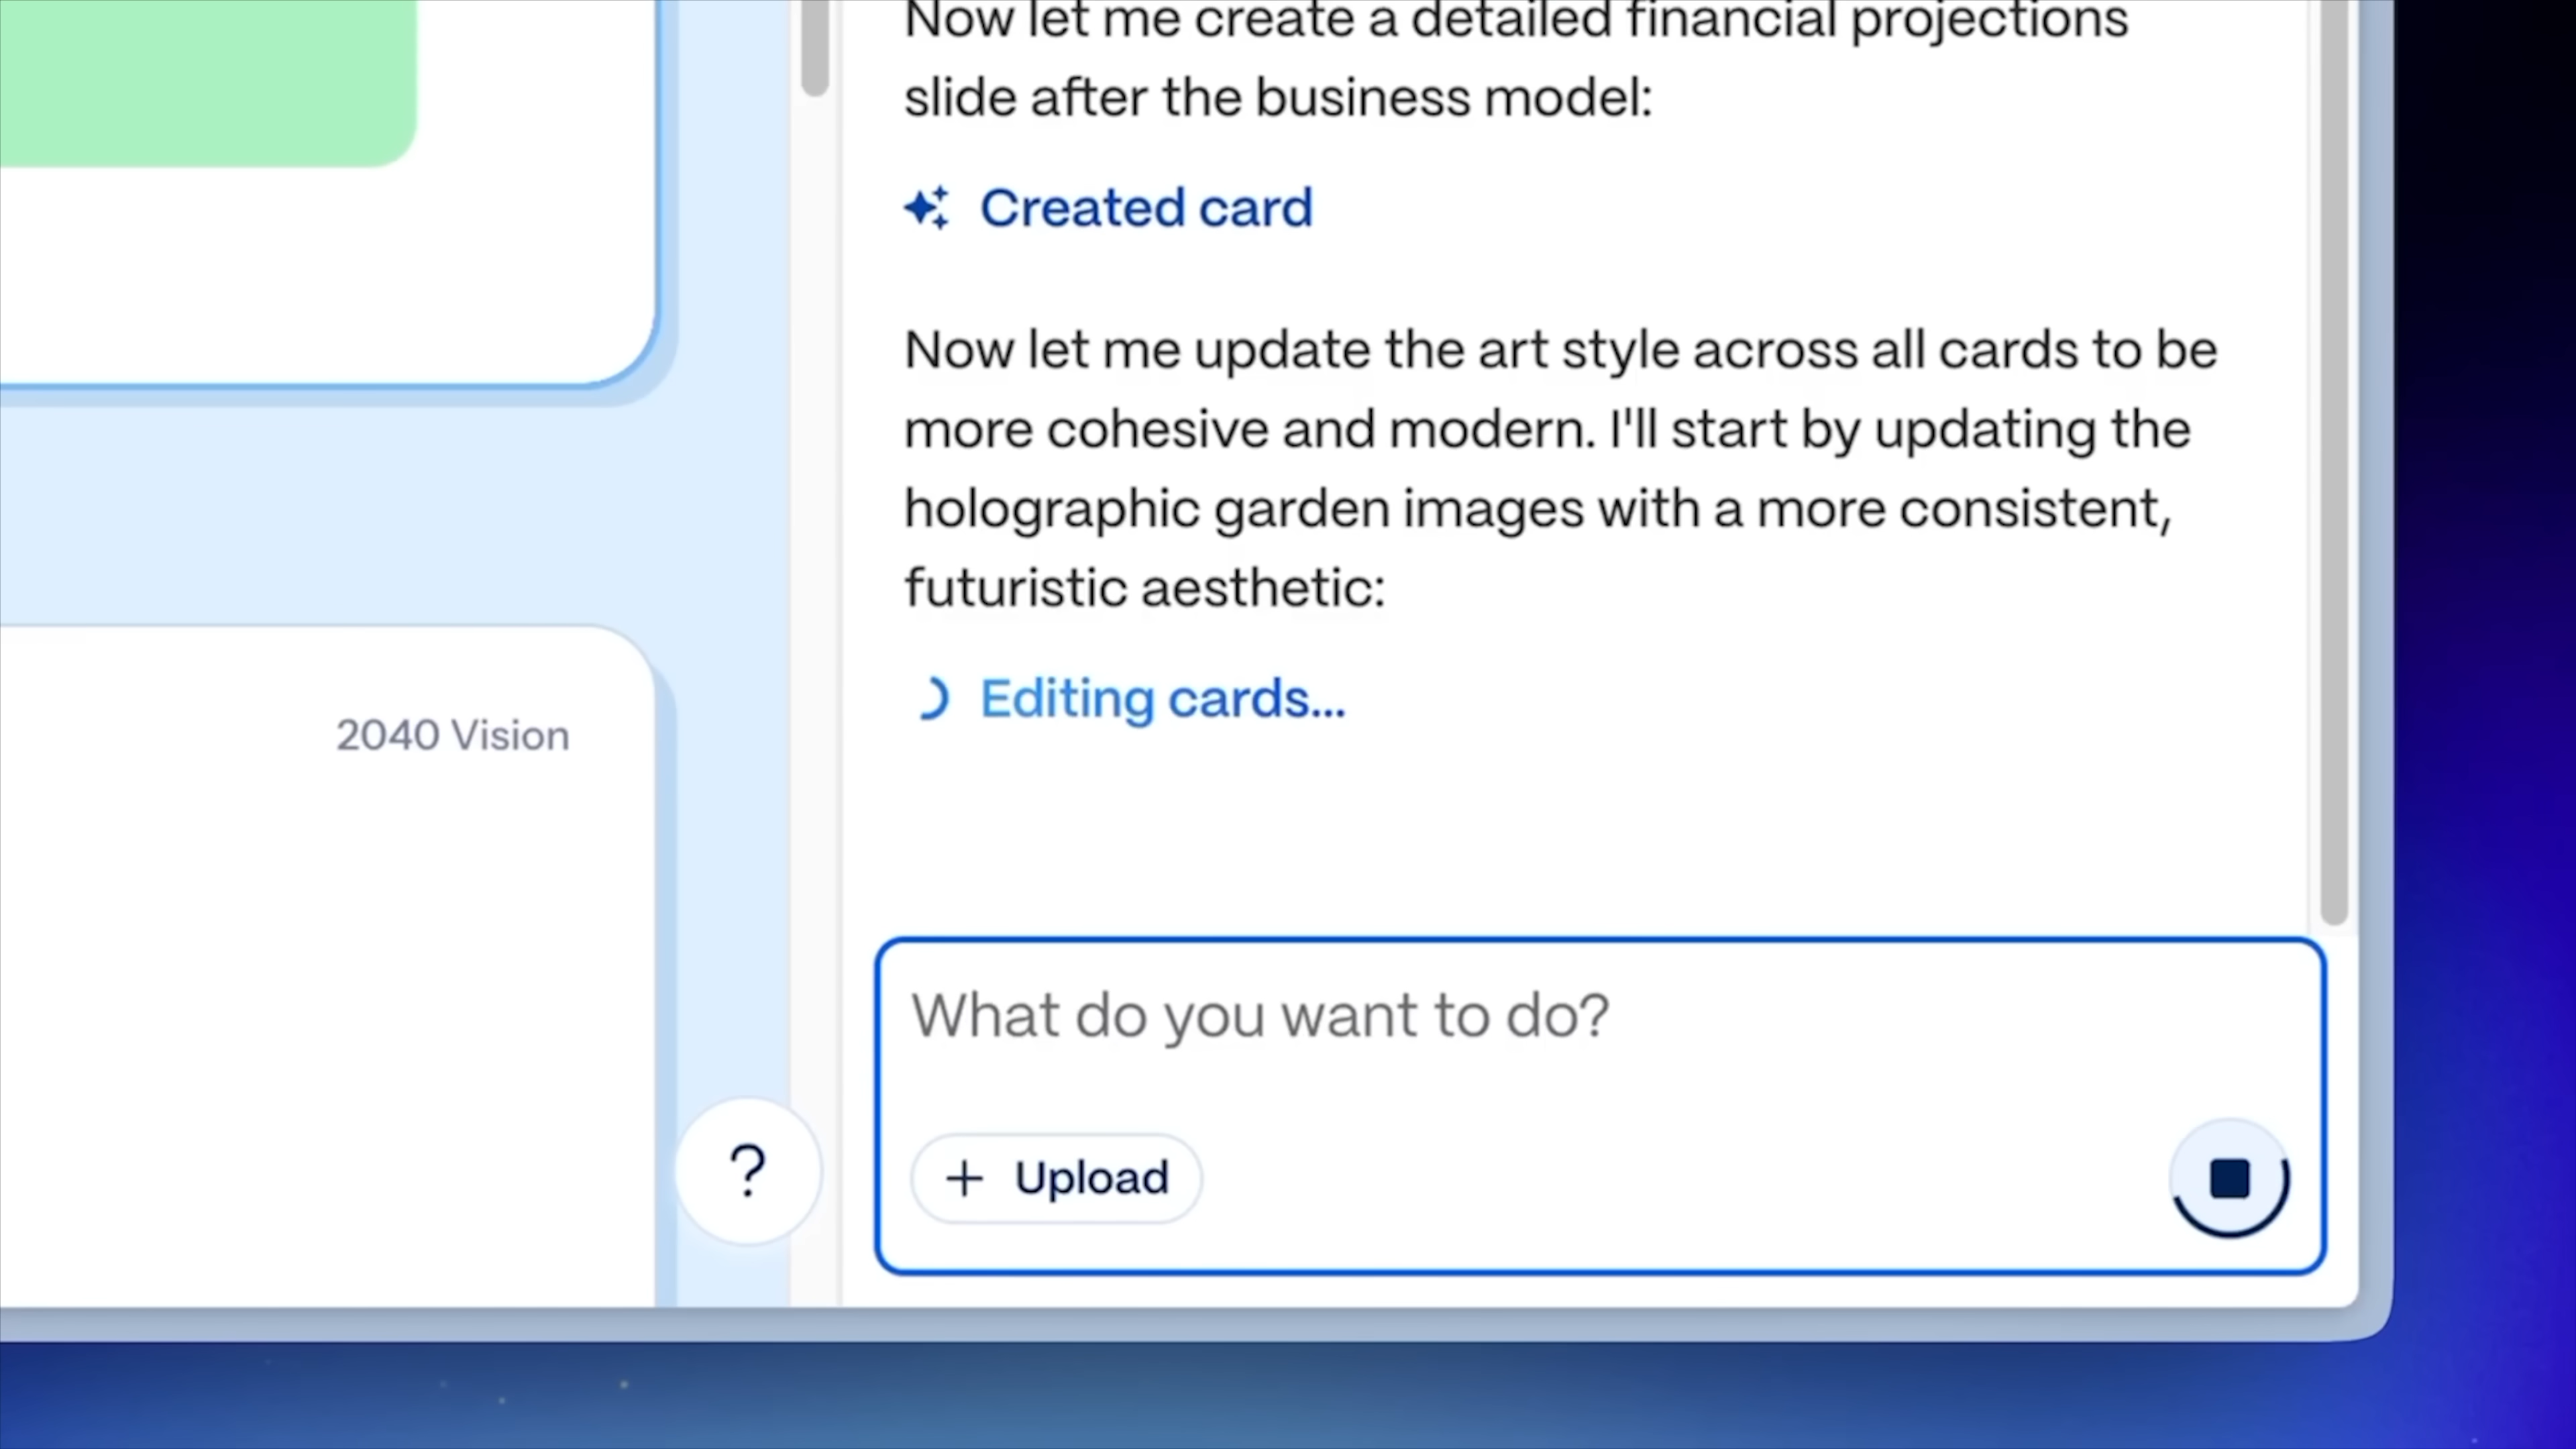 Now let me create a detailed financial projections
slide after the business model:
Created card
Now let me update the art style across all cards to be
more cohesive and modern. I'll start by updating the
holographic garden images with a more consistent,
futuristic aesthetic:
Editing cards...
2040 Vision
What do you want to do?
?
+ Upload